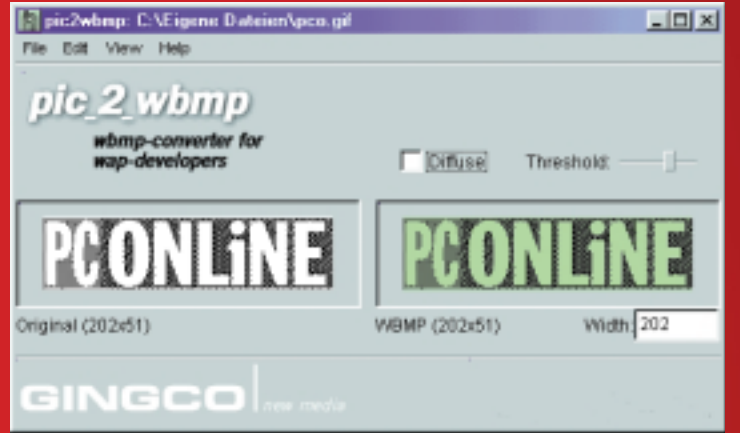 pic2wbmp: C:\Eigene Dateien\pco.gif
File Edit View Help
pic_2_wbmp
wbmp-converter for
wap-developers
Diffuse Threshold:
PCONLiNE PCONLiNE
Original (202x51) WBMP (202x51) Width: 202
GINGCO new media